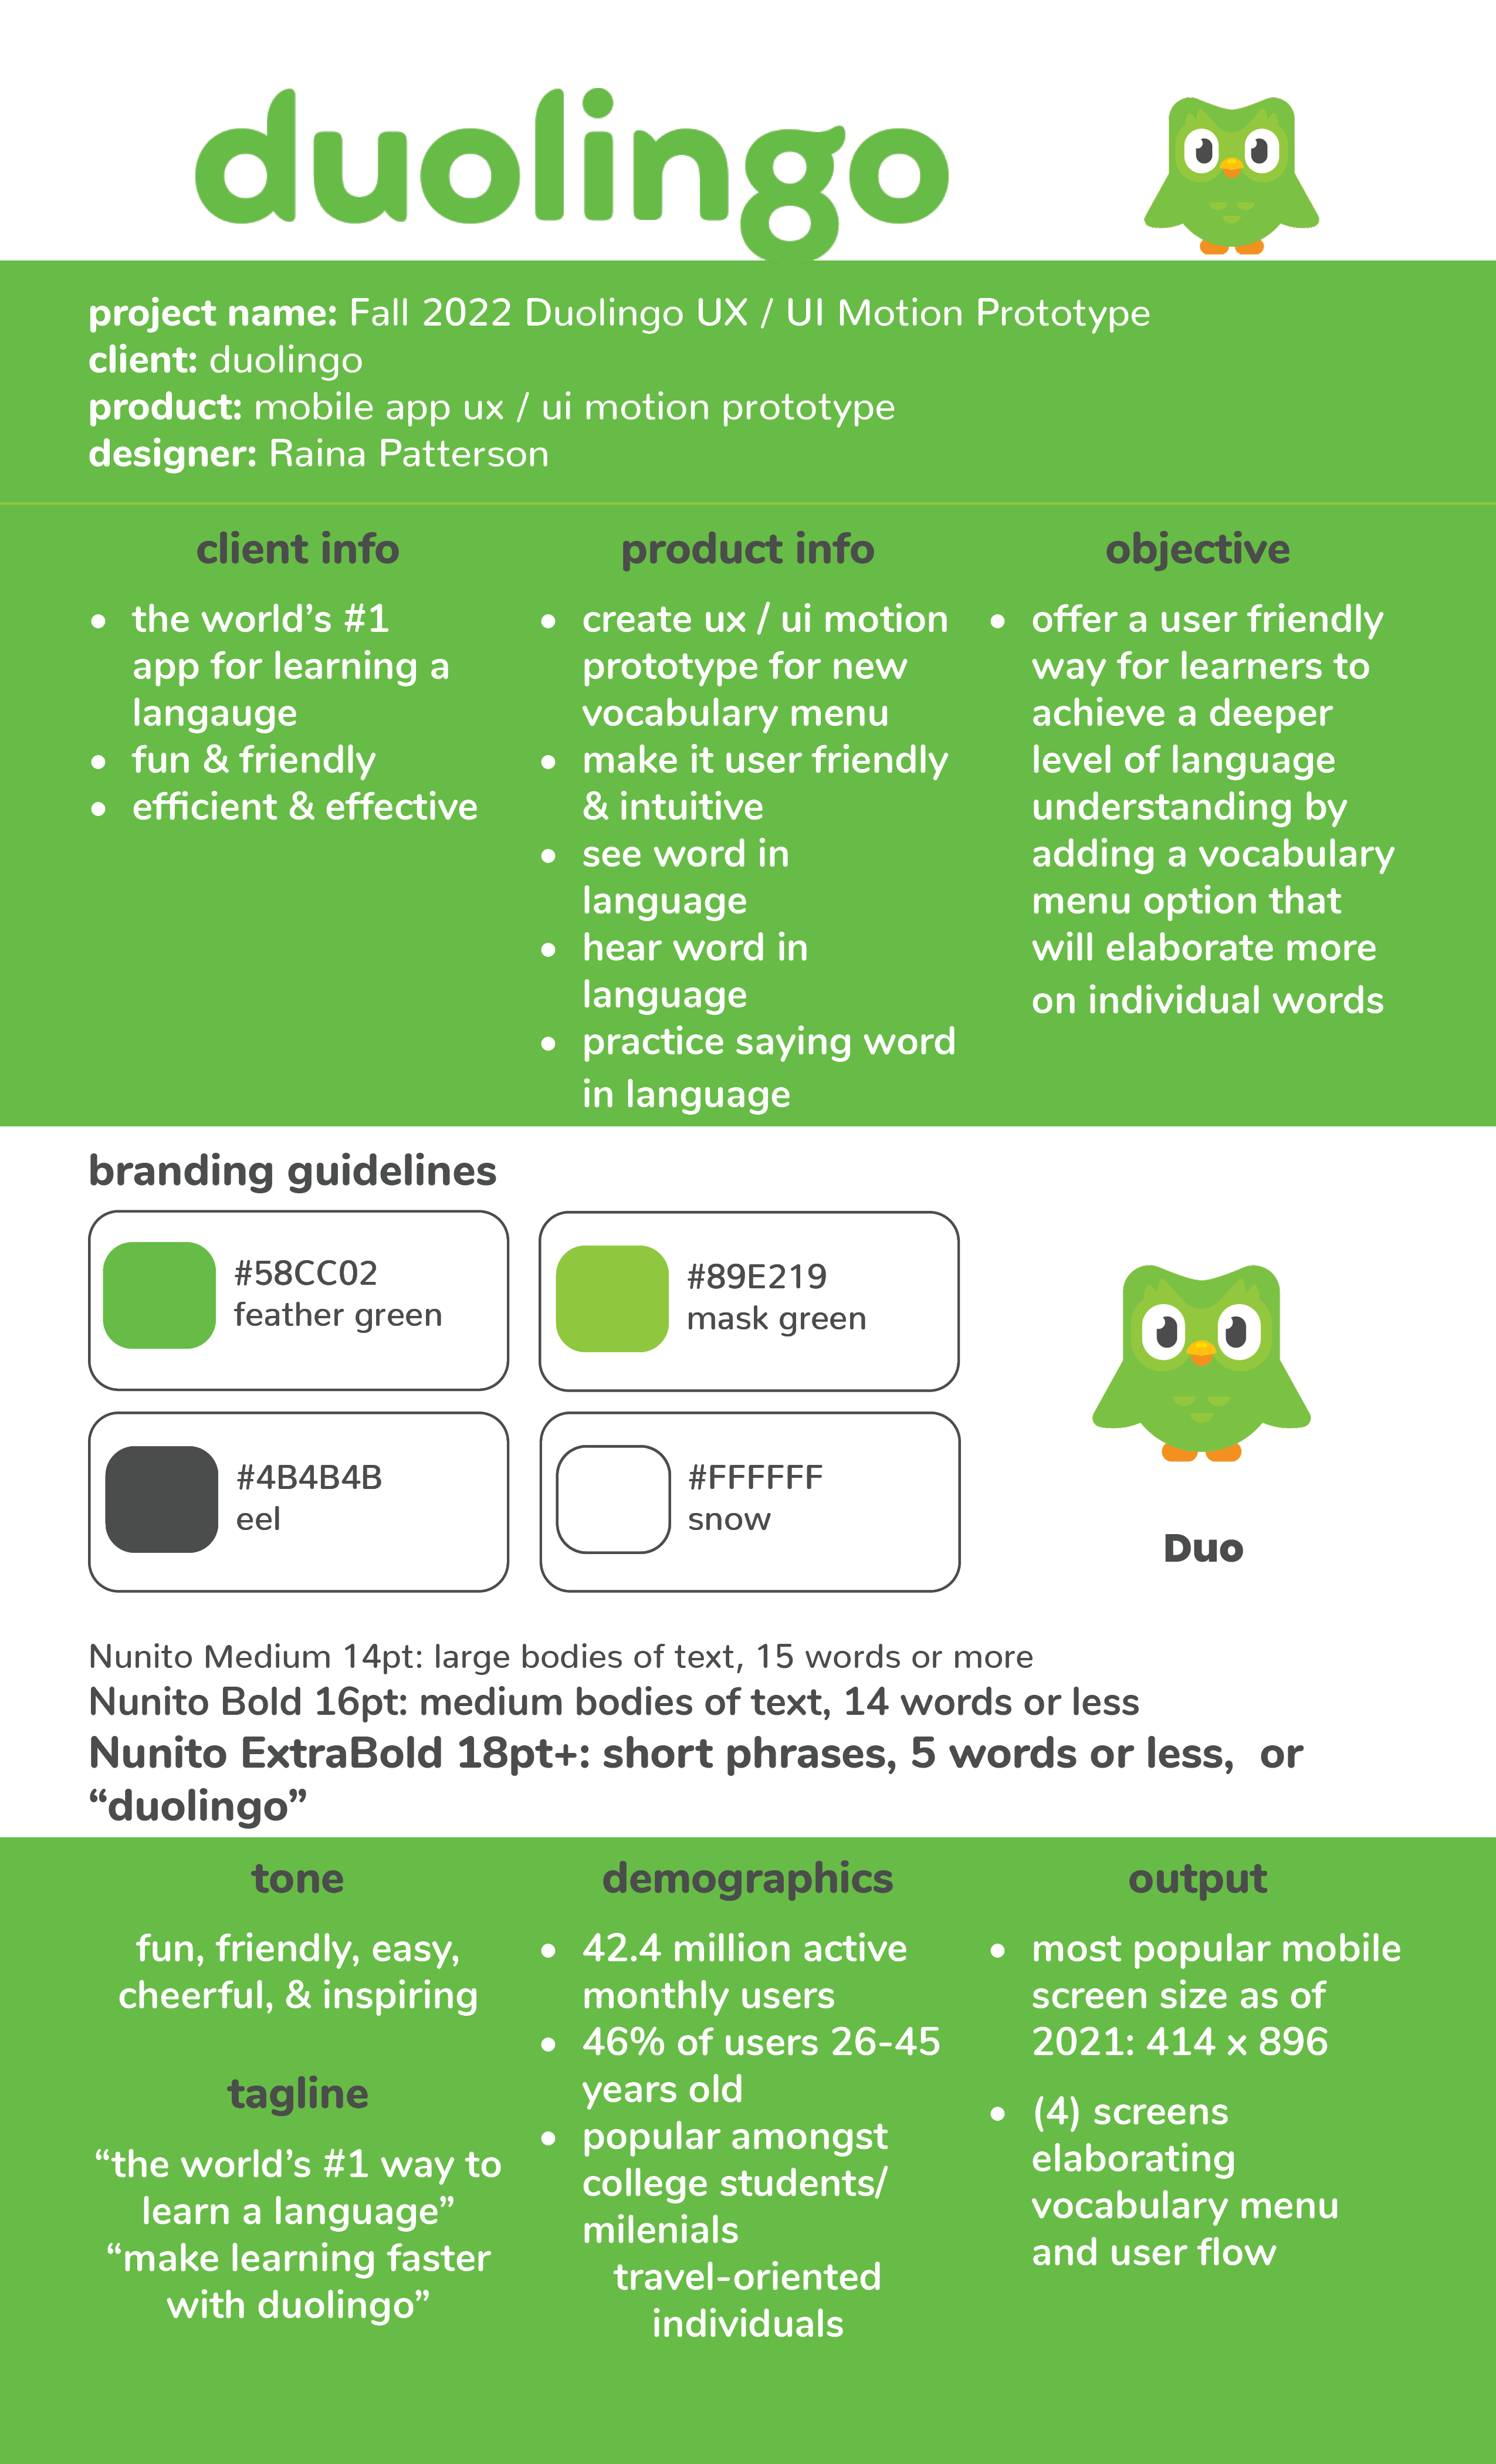 duolingo
project name: Fall 2022 Duolingo UX / UI Motion Prototype
client: duolingo
product: mobile app ux / ui motion prototype
designer: Raina Patterson
client info
• the world’s #1
app for learning a
langauge
• fun & friendly
• efficient & effective
product info
• create ux / ui motion
prototype for new
vocabulary menu
• make it user friendly
& intuitive
• see word in
language
• hear word in
language
• practice saying word
in language
objective
• offer a user friendly
way for learners to
achieve a deeper
level of language
understanding by
adding a vocabulary
menu option that
will elaborate more
on individual words
branding guidelines
#58CC02
feather green
#89E219
mask green
#4B4B4B
eel
#FFFFFF
snow
Duo
Nunito Medium 14pt: large bodies of text, 15 words or more
Nunito Bold 16pt: medium bodies of text, 14 words or less
Nunito ExtraBold 18pt+: short phrases, 5 words or less,  or
“duolingo”
tone
fun, friendly, easy,
cheerful, & inspiring
tagline
“the world’s #1 way to
learn a language”
“make learning faster
with duolingo”
demographics
• 42.4 million active
monthly users
• 46% of users 26-45
years old
• popular amongst
college students/
milenials
travel-oriented
individuals
output
• most popular mobile
screen size as of
2021: 414 x 896
• (4) screens
elaborating
vocabulary menu
and user flow